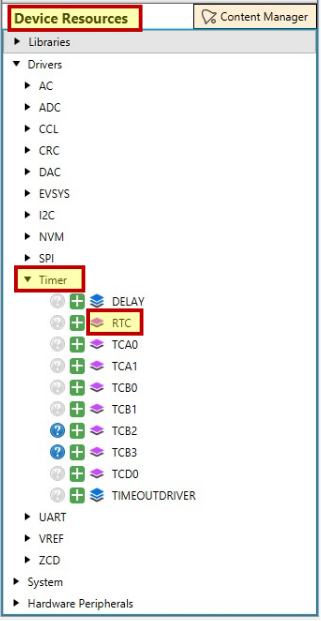 Device Resources
Content Manager
Libraries
Drivers
AC
ADC
CCL
CRC
DAC
EVSYS
I2C
NVM
SPI
Timer
DELAY
RTC
TCA0
TCA1
TCB0
TCB1
TCB2
TCB3
TCD0
TIMEOUTDRIVER
UART
VREF
ZCD
System
Hardware Peripherals